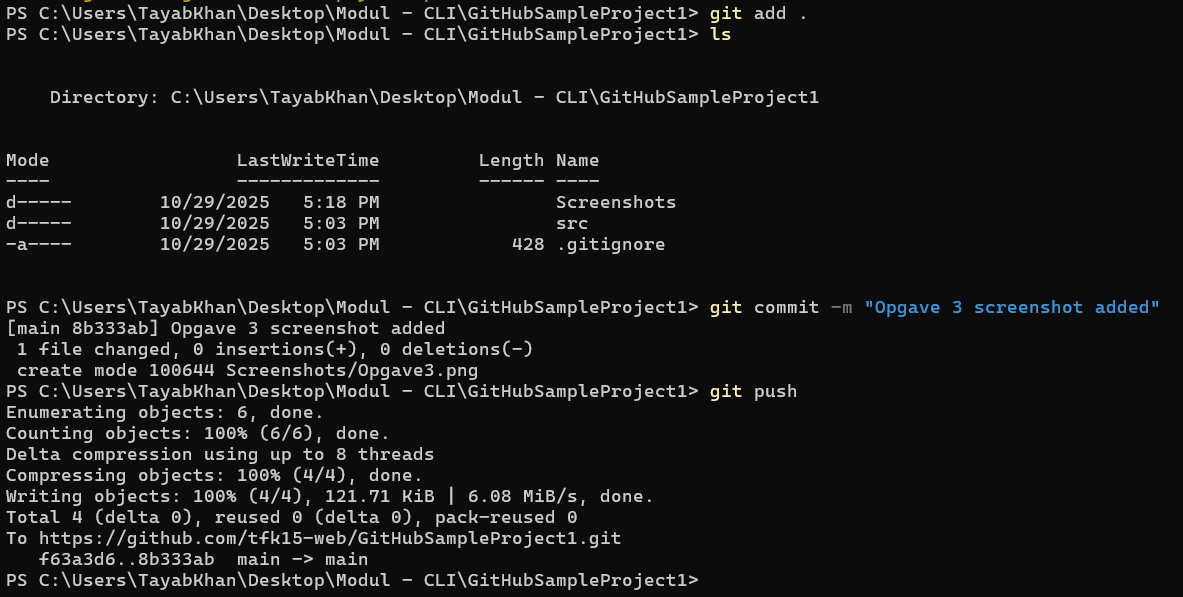 PS C:\Users\TayabKhan\Desktop\Modul - CLI\GitHubSampleProject1> git add .
PS C:\Users\TayabKhan\Desktop\Modul - CLI\GitHubSampleProject1> ls
Directory: C:\Users\TayabKhan\Desktop\Modul - CLI\GitHubSampleProject1
Mode                 LastWriteTime         Length Name
----                 -------------         ------ ----
d-----        10/29/2025   5:18 PM                Screenshots
d-----        10/29/2025   5:03 PM                src
-a----        10/29/2025   5:03 PM            428 .gitignore
PS C:\Users\TayabKhan\Desktop\Modul - CLI\GitHubSampleProject1> git commit -m "Opgave 3 screenshot added"
[main 8b333ab] Opgave 3 screenshot added
 1 file changed, 0 insertions(+), 0 deletions(-)
 create mode 100644 Screenshots/Opgave3.png
PS C:\Users\TayabKhan\Desktop\Modul - CLI\GitHubSampleProject1> git push
Enumerating objects: 6, done.
Counting objects: 100% (6/6), done.
Delta compression using up to 8 threads
Compressing objects: 100% (4/4), done.
Writing objects: 100% (4/4), 121.71 KiB | 6.08 MiB/s, done.
Total 4 (delta 0), reused 0 (delta 0), pack-reused 0
To https://github.com/tfk15-web/GitHubSampleProject1.git
   f63a3d6..8b333ab  main -> main
PS C:\Users\TayabKhan\Desktop\Modul - CLI\GitHubSampleProject1>